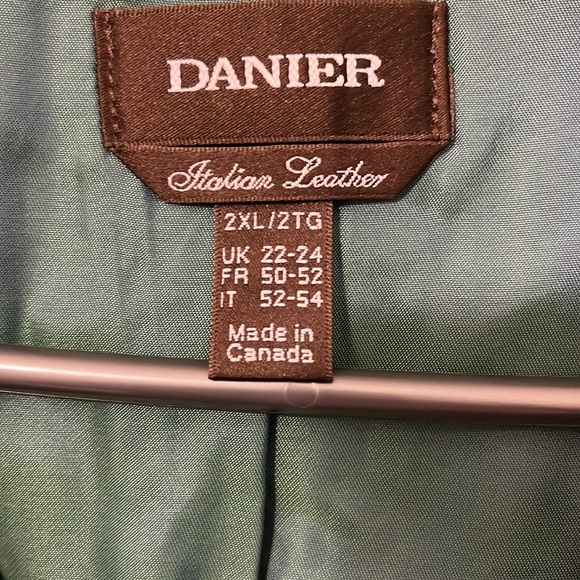 DANIER
Italian Leather
2XL/2TG
UK 22-24
FR 50-52
IT 52-54
Made in
Canada